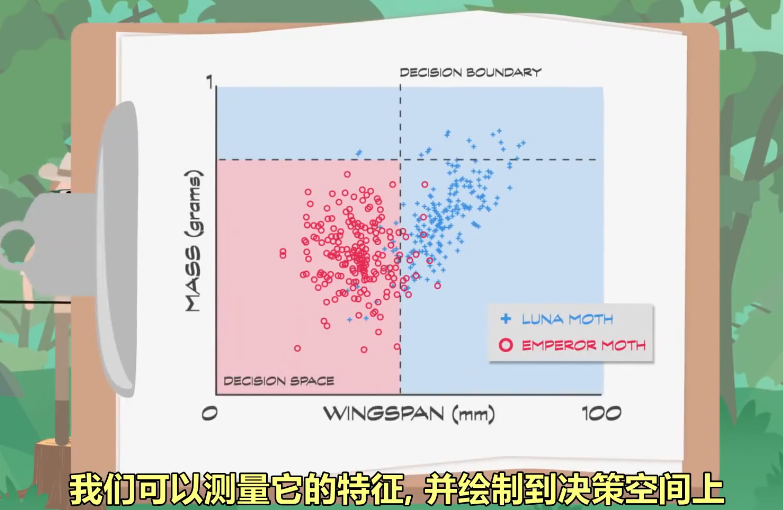 DECISION BOUNDARY
1
MASS (grams)
LUNA MOTH
EMPEROR MOTH
DECISION SPACE
0
WINGSPAN (mm)
100
我们可以测量它的特征, 并绘制到决策空间上